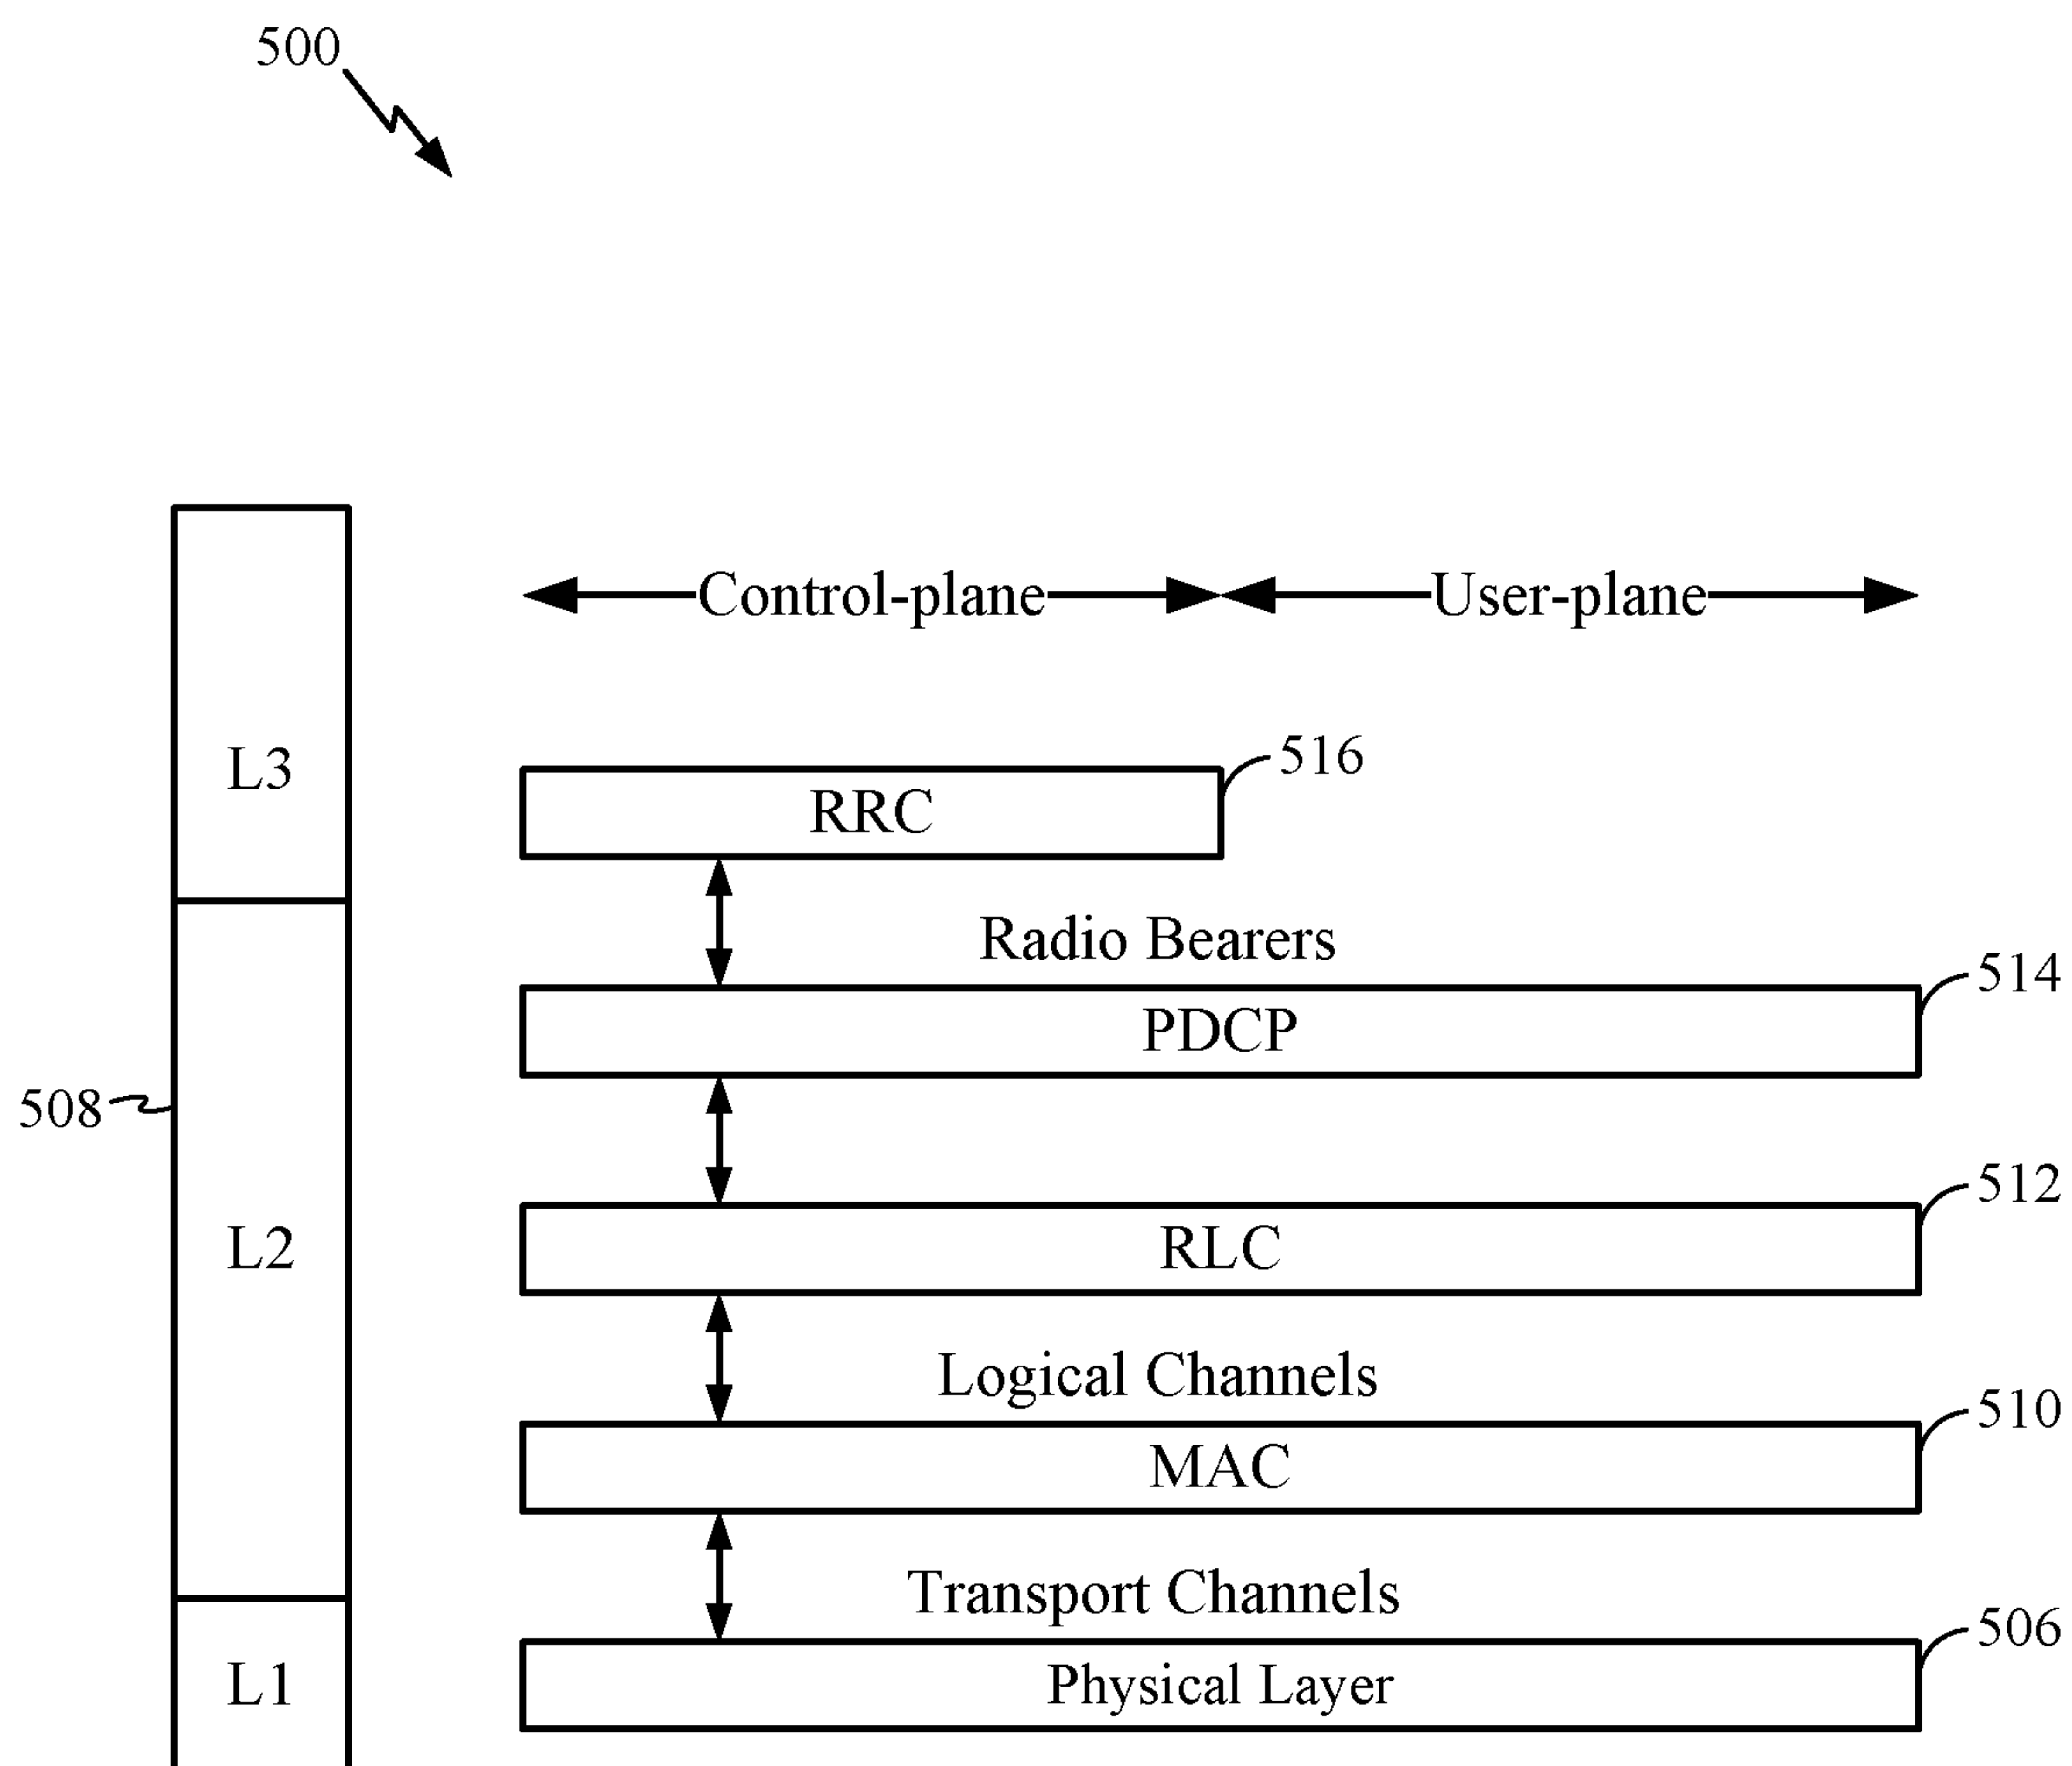 500
Control-plane User-plane
516
L3
RRC
Radio Bearers
514
PDCP
508
512
L2
RLC
Logical Channels
510
MAC
Transport Channels
506
L1
Physical Layer